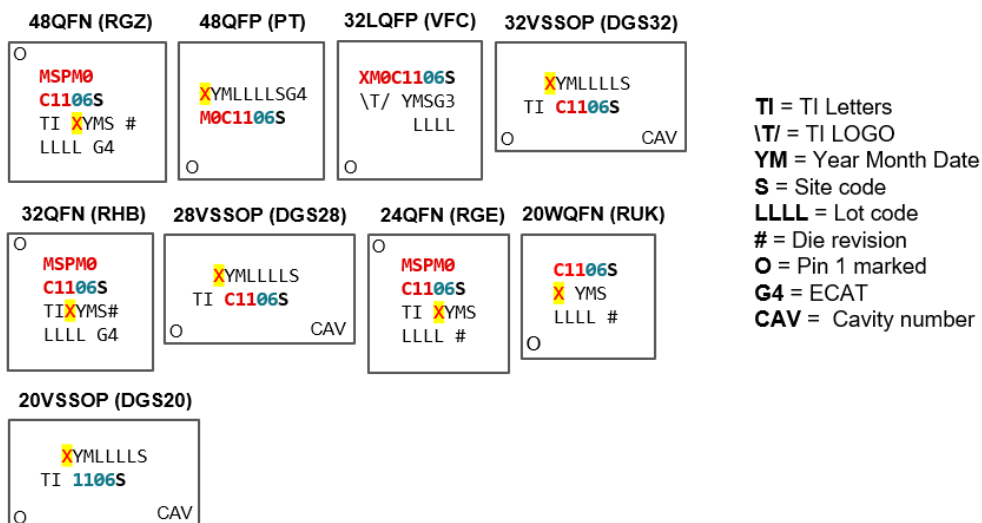 48QFN (RGZ)
O
MSPM0
C1106S
TI XYMS #
LLLL G4
48QFP (PT)
XYMLLLLSG4
M0C1106S
O
32LQFP (VFC)
XM0C1106S
\T/ YMSG3
LLLL
O
32VSSOP (DGS32)
XYMLLLLS
TI C1106S
O
CAV
32QFN (RHB)
O
MSPM0
C1106S
TIXYMS#
LLLL G4
28VSSOP (DGS28)
XYMLLLLS
TI C1106S
O
CAV
24QFN (RGE)
O
MSPM0
C1106S
TI XYMS
LLLL #
20WQFN (RUK)
C1106S
X YMS
LLLL #
O
20VSSOP (DGS20)
XYMLLLLS
TI 1106S
O
CAV
TI = TI Letters
\T/ = TI LOGO
YM = Year Month Date
S = Site code
LLLL = Lot code
# = Die revision
O = Pin 1 marked
G4 = ECAT
CAV = Cavity number